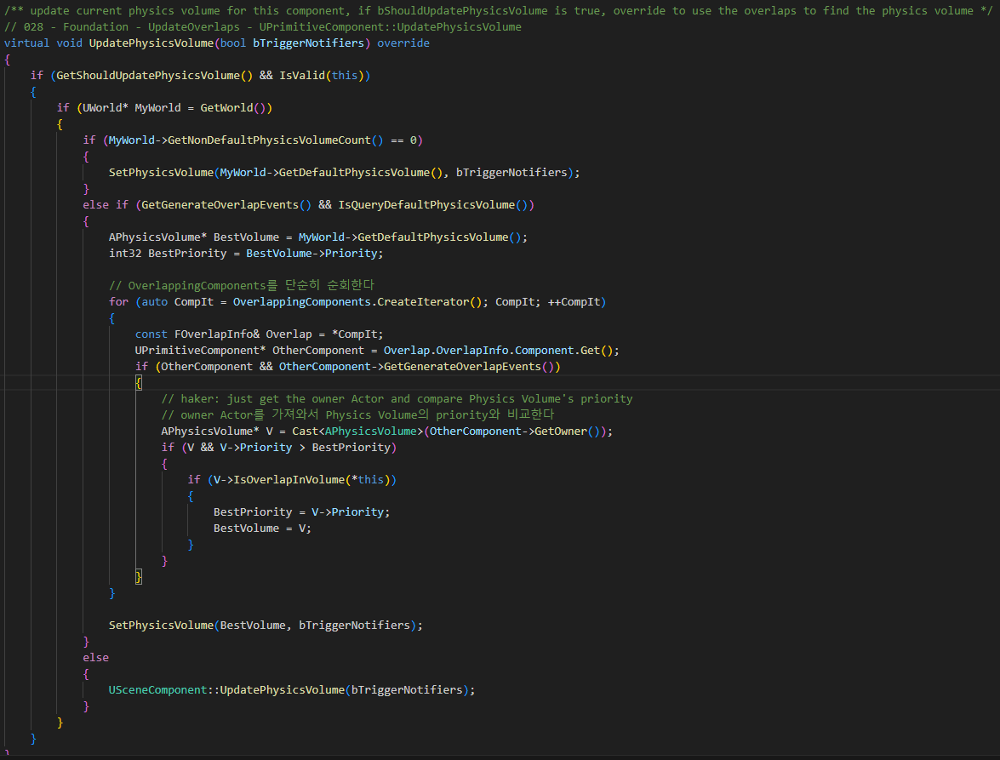 /** update current physics volume for this component, if bShouldUpdatePhysicsVolume is true, override to use the overlaps to find the physics volume */
// 028 - Foundation - UpdateOverlaps - UPrimitiveComponent::UpdatePhysicsVolume
virtual void UpdatePhysicsVolume(bool bTriggerNotifiers) override
{
    if (GetShouldUpdatePhysicsVolume() && IsValid(this))
    {
        if (UWorld* MyWorld = GetWorld())
        {
            if (MyWorld->GetNonDefaultPhysicsVolumeCount() == 0)
            {
                SetPhysicsVolume(MyWorld->GetDefaultPhysicsVolume(), bTriggerNotifiers);
            }
            else if (GetGenerateOverlapEvents() && IsQueryDefaultPhysicsVolume())
            {
                APhysicsVolume* BestVolume = MyWorld->GetDefaultPhysicsVolume();
                int32 BestPriority = BestVolume->Priority;

                // OverlappingComponents를 단순히 순회한다
                for (auto CompIt = OverlappingComponents.CreateIterator(); CompIt; ++CompIt)
                {
                    const FOverlapInfo& Overlap = *CompIt;
                    UPrimitiveComponent* OtherComponent = Overlap.OverlapInfo.Component.Get();
                    if (OtherComponent && OtherComponent->GetGenerateOverlapEvents())
                    {
                        // haker: just get the owner Actor and compare Physics Volume's priority
                        // owner Actor를 가져와서 Physics Volume의 priority와 비교한다
                        APhysicsVolume* V = Cast<APhysicsVolume>(OtherComponent->GetOwner());
                        if (V && V->Priority > BestPriority)
                        {
                            if (V->IsOverlapInVolume(*this))
                            {
                                BestPriority = V->Priority;
                                BestVolume = V;
                            }
                        }
                    }
                }

                SetPhysicsVolume(BestVolume, bTriggerNotifiers);
            }
            else
            {
                USceneComponent::UpdatePhysicsVolume(bTriggerNotifiers);
            }
        }
    }
}